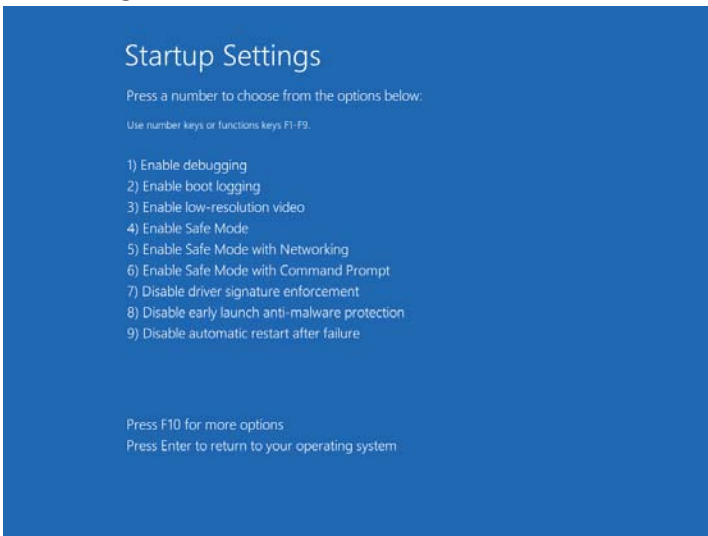 Startup Settings
Press a number to choose from the options below:
Use number keys or functions keys F1-F9.
1) Enable debugging
2) Enable boot logging
3) Enable low-resolution video
4) Enable Safe Mode
5) Enable Safe Mode with Networking
6) Enable Safe Mode with Command Prompt
7) Disable driver signature enforcement
8) Disable early launch anti-malware protection
9) Disable automatic restart after failure
Press F10 for more options
Press Enter to return to your operating system